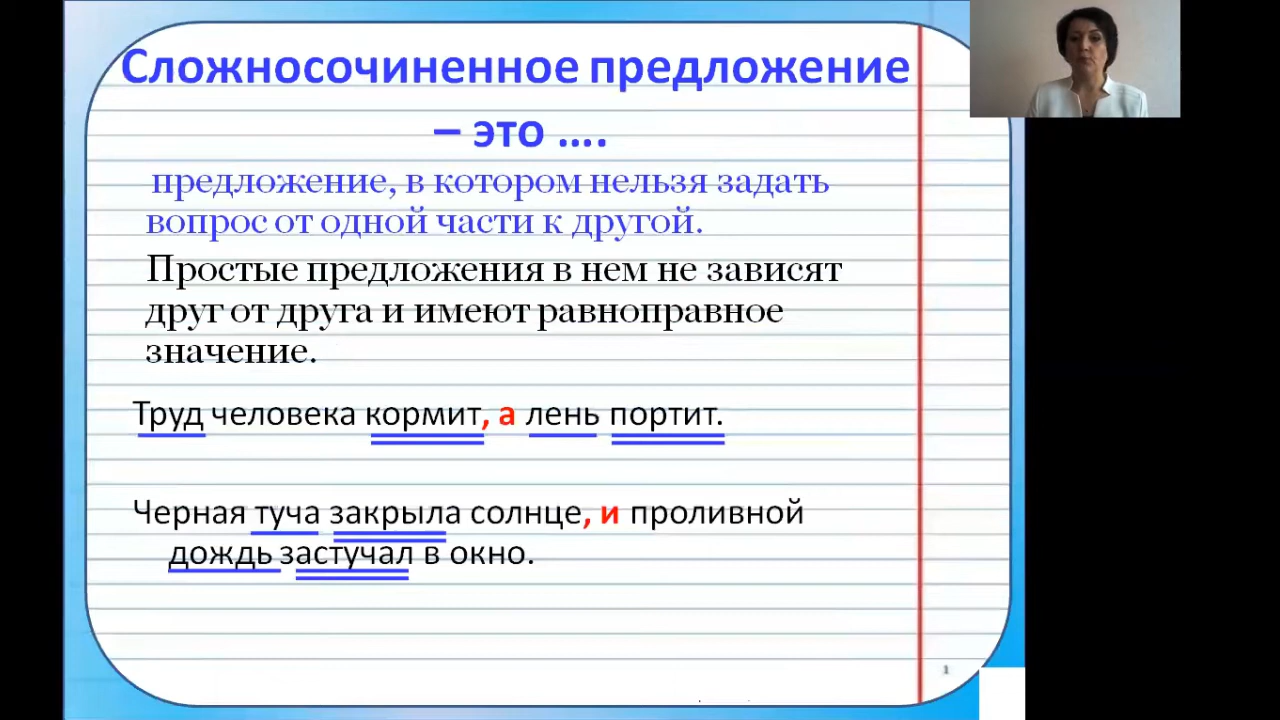 Сложносочиненное предложение
– это ....
предложение, в котором нельзя задать
вопрос от одной части к другой.
Простые предложения в нем не зависят
друг от друга и имеют равноправное
значение.
Труд человека кормит, а лень портит.
Черная туча закрыла солнце, и проливной
дождь застучал в окно.
1